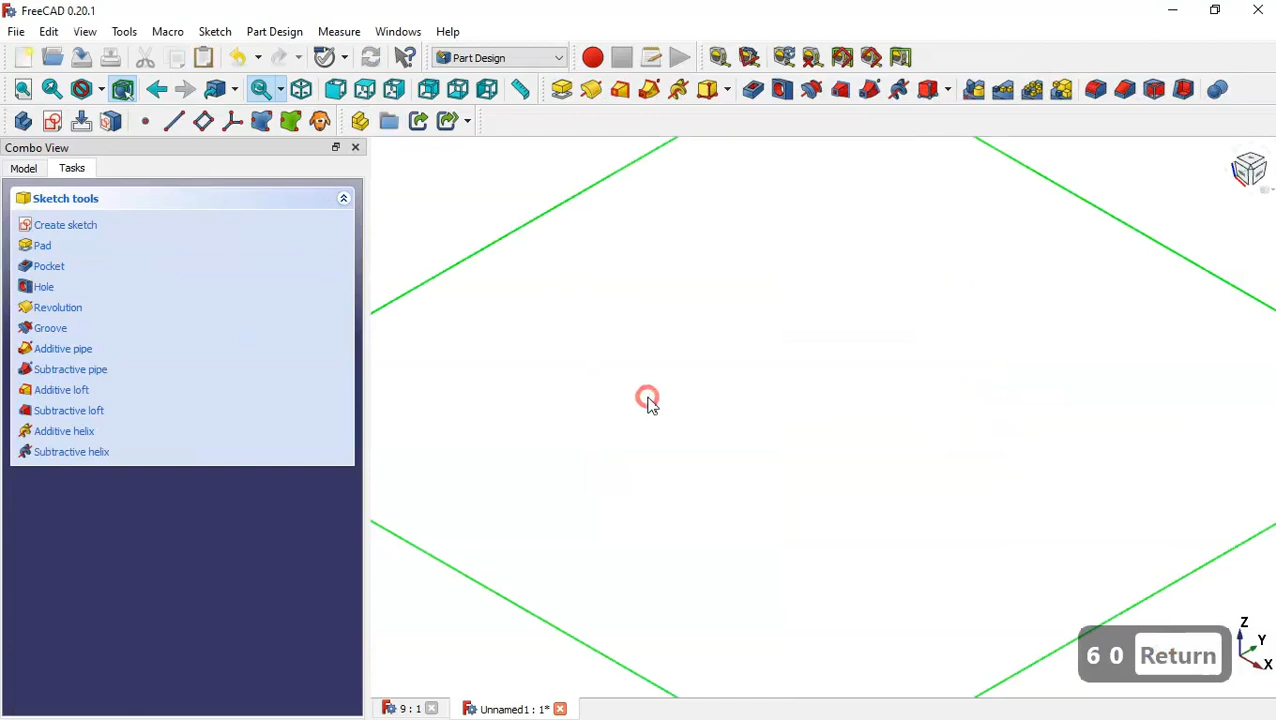 FreeCAD 0.20.1
File Edit View Tools Macro Sketch Part Design Measure Windows Help
Part Design
Combo View
Model Tasks
Sketch tools
Create sketch
Pad
Pocket
Hole
Revolution
Groove
Additive pipe
Subtractive pipe
Additive loft
Subtractive loft
Additive helix
Subtractive helix
Z
Y
X
6 0 Return
9 : 1 Unnamed1 : 1*